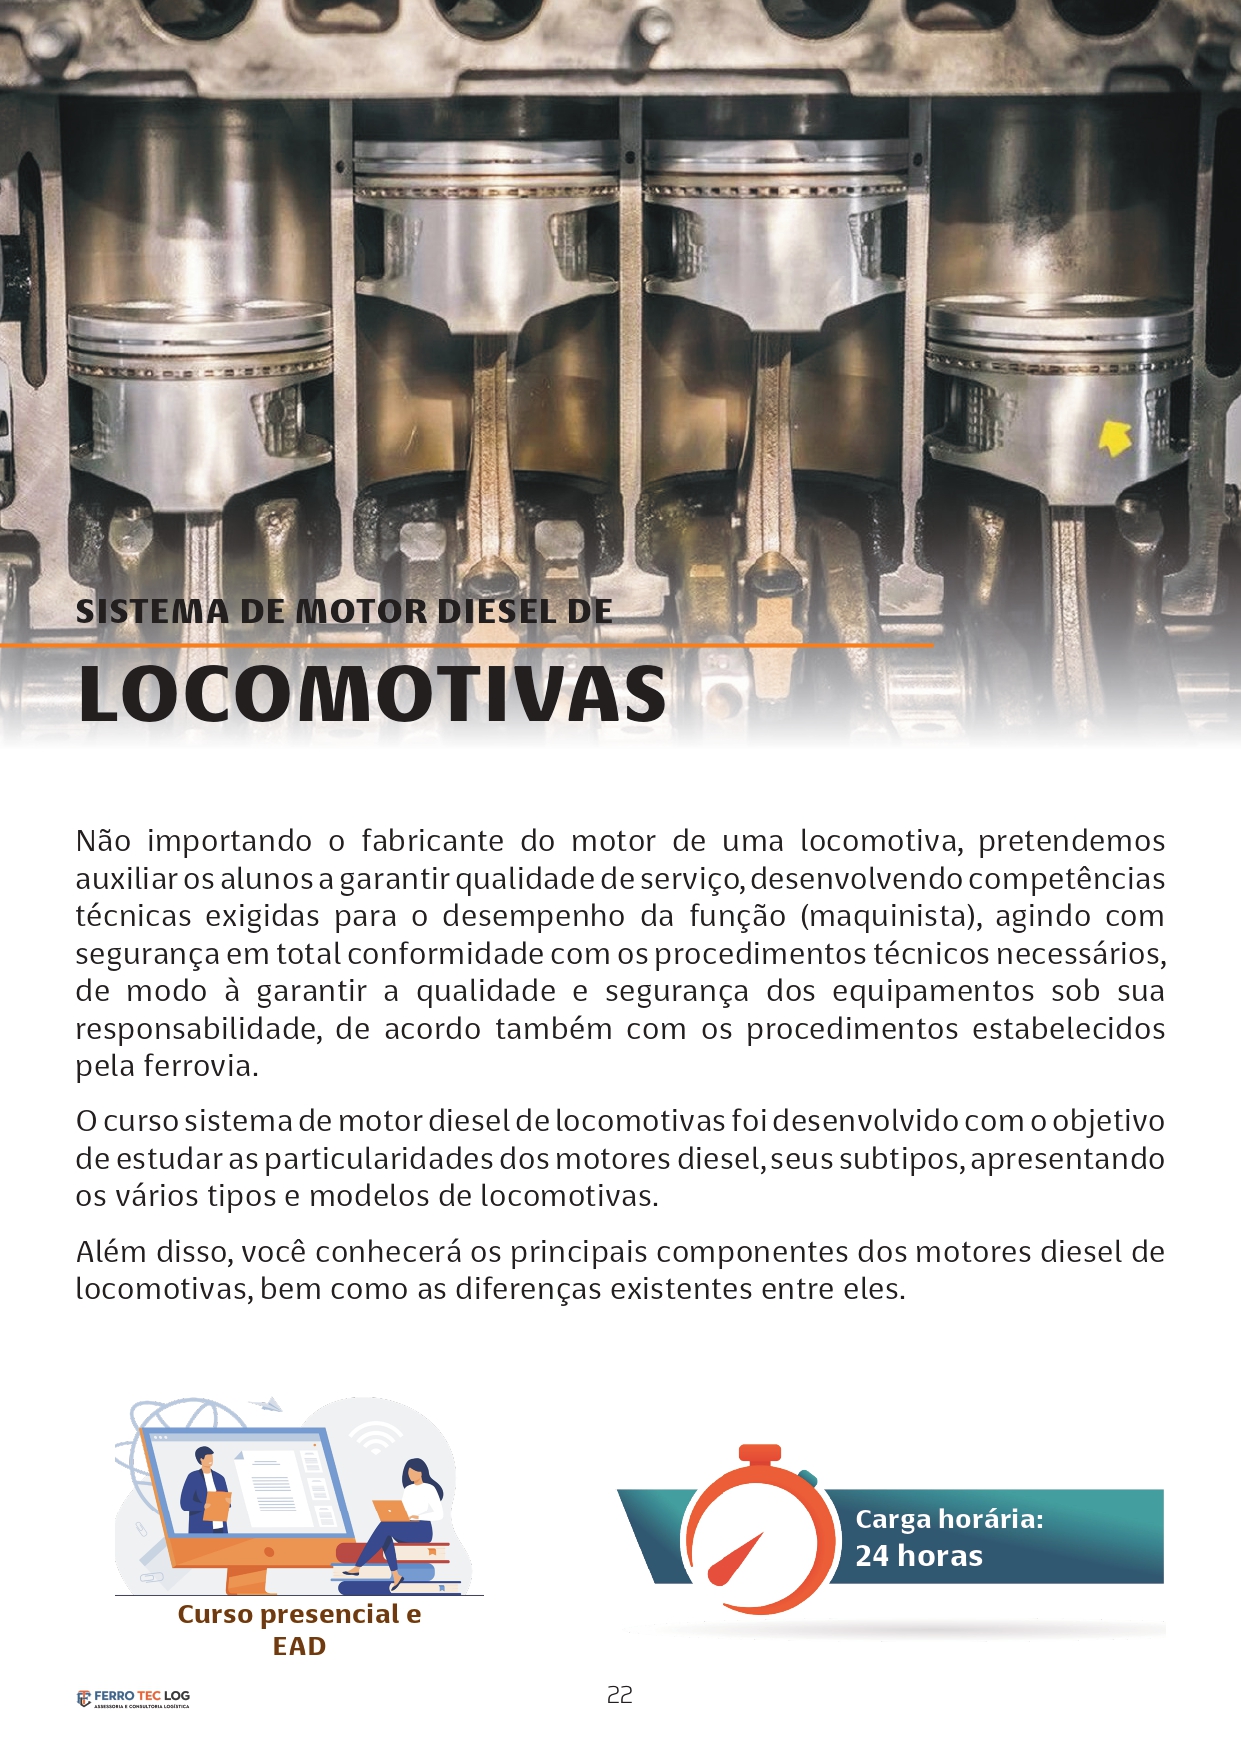 SISTEMA DE MOTOR DIESEL DE
LOCOMOTIVAS
Não importando o fabricante do motor de uma locomotiva, pretendemos
auxiliar os alunos a garantir qualidade de serviço, desenvolvendo competências
técnicas exigidas para o desempenho da função (maquinista), agindo com
segurança em total conformidade com os procedimentos técnicos necessários,
de modo à garantir a qualidade e segurança dos equipamentos sob sua
responsabilidade, de acordo também com os procedimentos estabelecidos
pela ferrovia.
O curso sistema de motor diesel de locomotivas foi desenvolvido com o objetivo
de estudar as particularidades dos motores diesel, seus subtipos, apresentando
os vários tipos e modelos de locomotivas.
Além disso, você conhecerá os principais componentes dos motores diesel de
locomotivas, bem como as diferenças existentes entre eles.
Carga horária:
24 horas
Curso presencial e
EAD
FERRO TEC LOG
ASSESSORIA E CONSULTORIA LOGÍSTICA
22